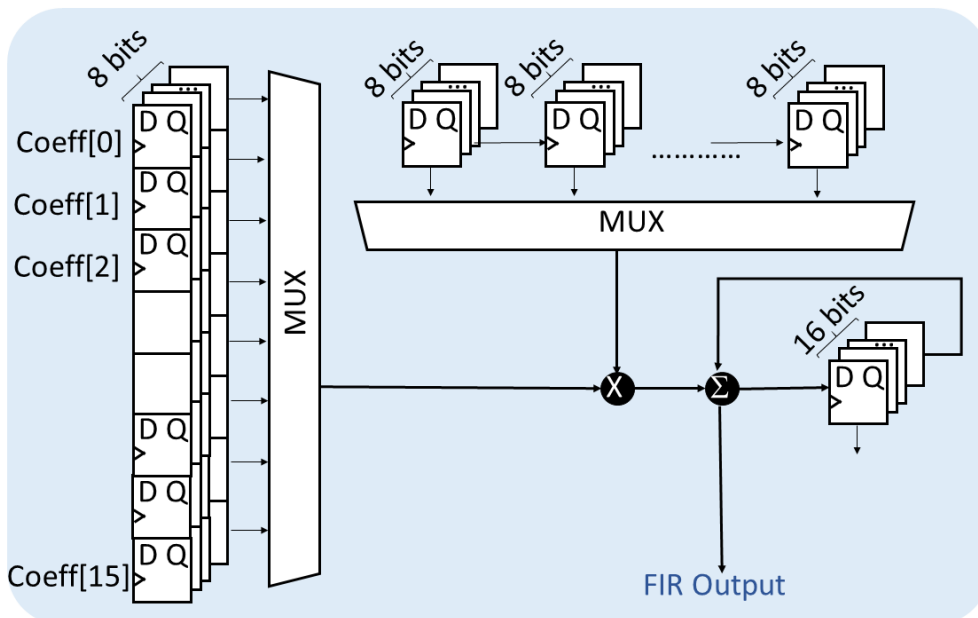 8 bits
8 bits
8 bits
8 bits
...
...
...
...
D Q
D Q
D Q
D Q
Coeff[0]
D Q
Coeff[1]
D Q
Coeff[2]
.............
MUX
MUX
16 bits
...
D Q
X
Σ
D Q
D Q
D Q
Coeff[15]
FIR Output